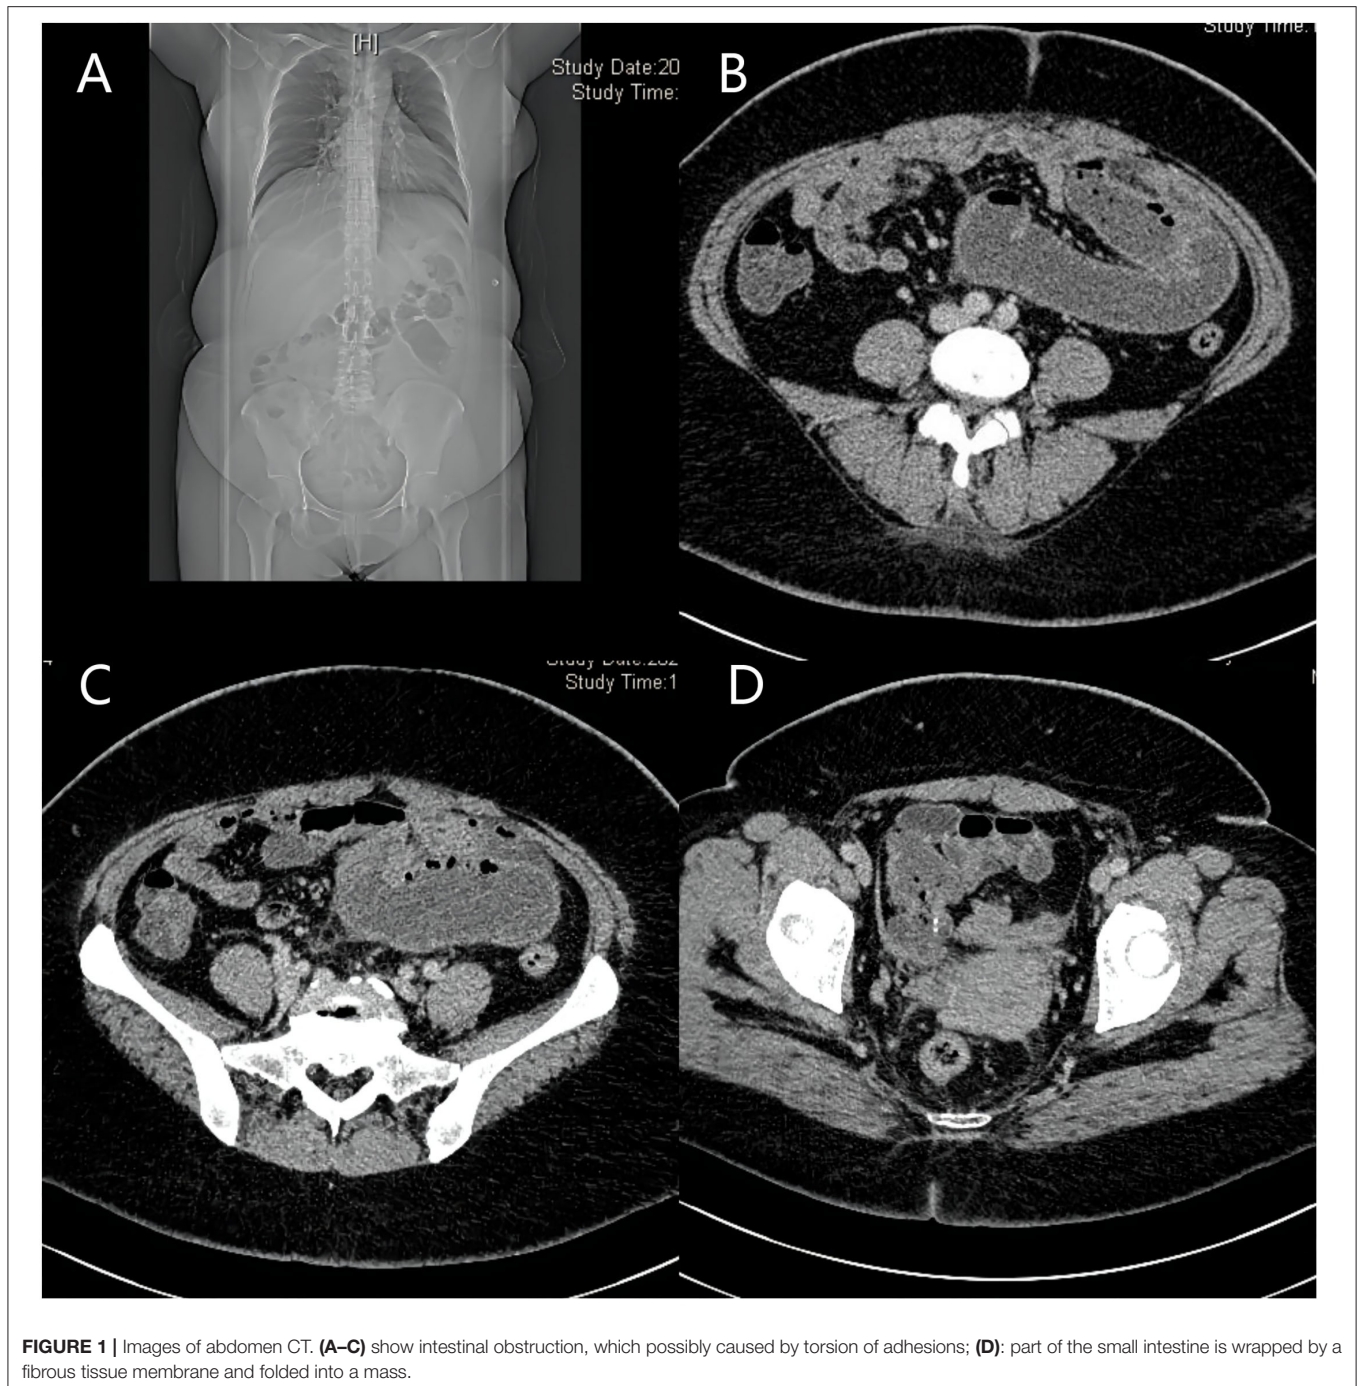 [H]
A
Study Date:20
Study Time:
B
Study Time:
C
Study Time:1
D
FIGURE 1 | Images of abdomen CT. (A–C) show intestinal obstruction, which possibly caused by torsion of adhesions; (D): part of the small intestine is wrapped by a
fibrous tissue membrane and folded into a mass.